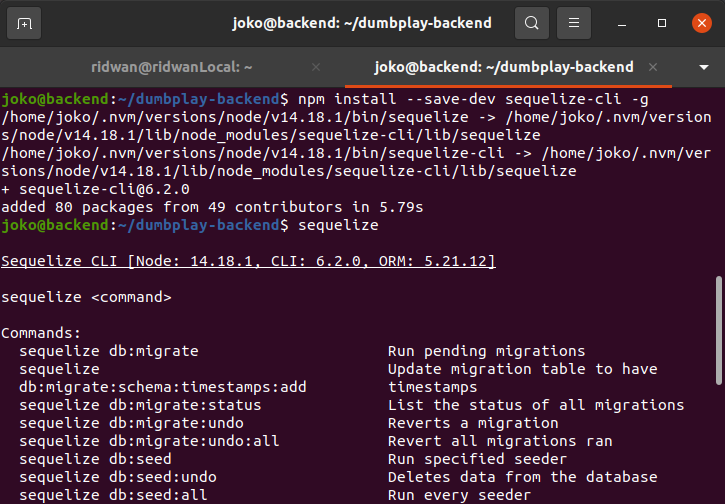 joko@backend: ~/dumbplay-backend
ridwan@ridwanLocal: ~
joko@backend: ~/dumbplay-backend
joko@backend:~/dumbplay-backend$ npm install --save-dev sequelize-cli -g
/home/joko/.nvm/versions/node/v14.18.1/bin/sequelize -> /home/joko/.nvm/version
s/node/v14.18.1/lib/node_modules/sequelize-cli/lib/sequelize
/home/joko/.nvm/versions/node/v14.18.1/bin/sequelize-cli -> /home/joko/.nvm/ver
sions/node/v14.18.1/lib/node_modules/sequelize-cli/lib/sequelize
+ sequelize-cli@6.2.0
added 80 packages from 49 contributors in 5.79s
joko@backend:~/dumbplay-backend$ sequelize
Sequelize CLI [Node: 14.18.1, CLI: 6.2.0, ORM: 5.21.12]
sequelize <command>
Commands:
  sequelize db:migrate                     Run pending migrations
  sequelize                                Update migration table to have
  db:migrate:schema:timestamps:add         timestamps
  sequelize db:migrate:status              List the status of all migrations
  sequelize db:migrate:undo                Reverts a migration
  sequelize db:migrate:undo:all            Revert all migrations ran
  sequelize db:seed                        Run specified seeder
  sequelize db:seed:undo                   Deletes data from the database
  sequelize db:seed:all                    Run every seeder